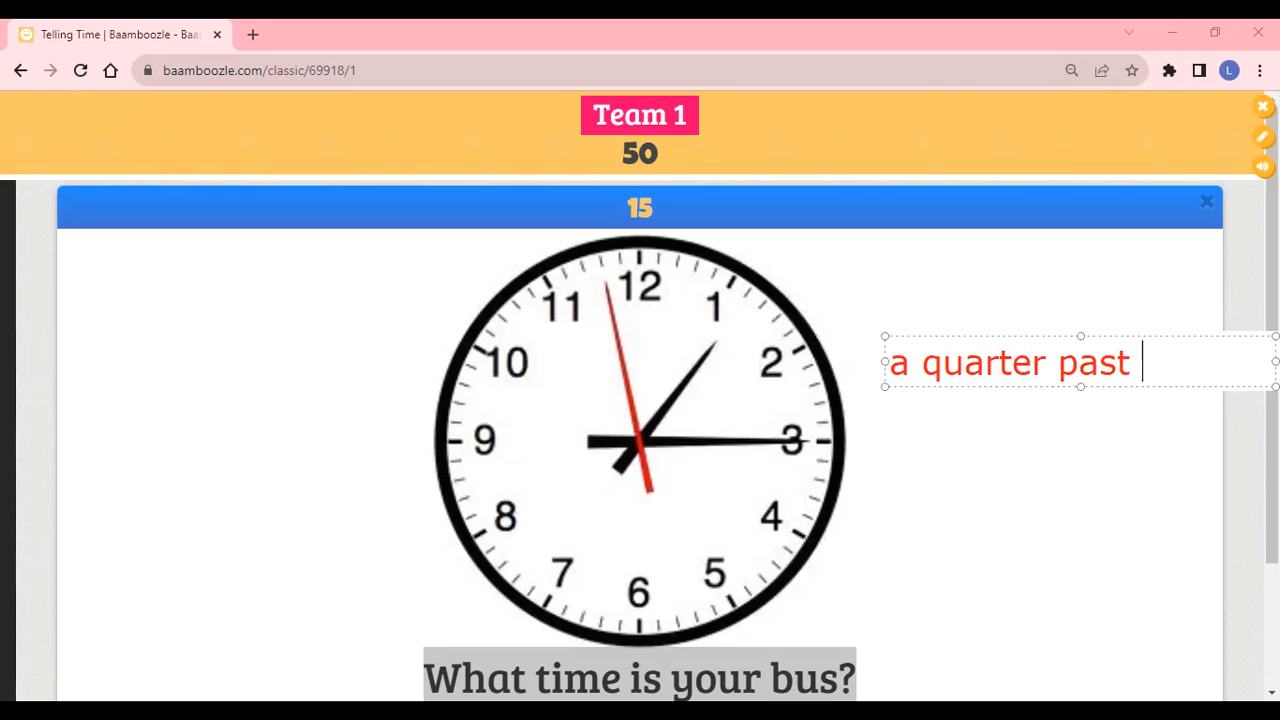 Telling Time | Baamboozle - Baa
baamboozle.com/classic/69918/1
L
Team 1
50
15
12
11
1
10
2
a quarter past
9
3
8
4
7
5
6
What time is your bus?